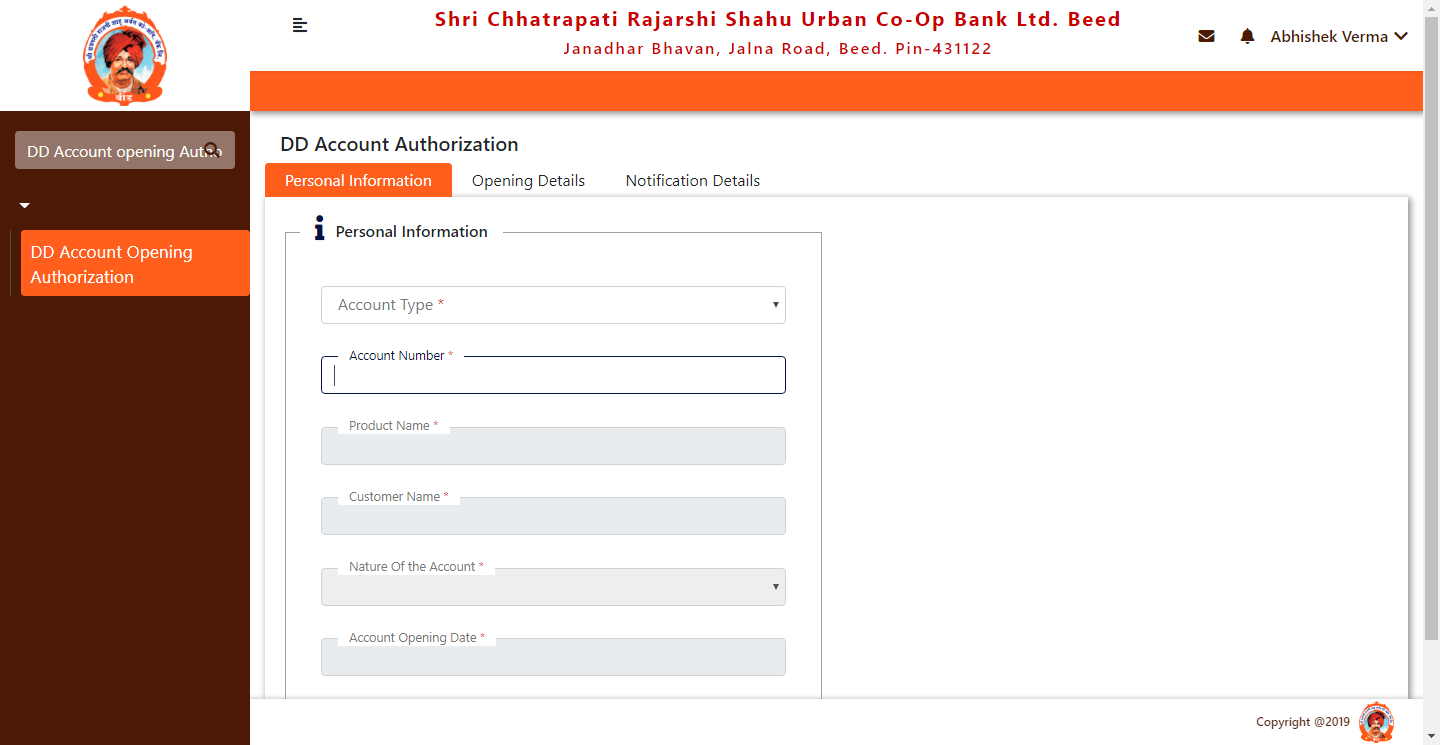 Shri Chhatrapati Rajarshi Shahu Urban Co-Op Bank Ltd. Beed
Janadhar Bhavan, Jalna Road, Beed. Pin-431122
Abhishek Verma
बीड
DD Account opening Autho
DD Account Opening
Authorization
DD Account Authorization
Personal Information
Opening Details
Notification Details
Personal Information
Account Type *
Account Number *
Product Name *
Customer Name *
Nature Of the Account *
Account Opening Date *
Copyright @2019